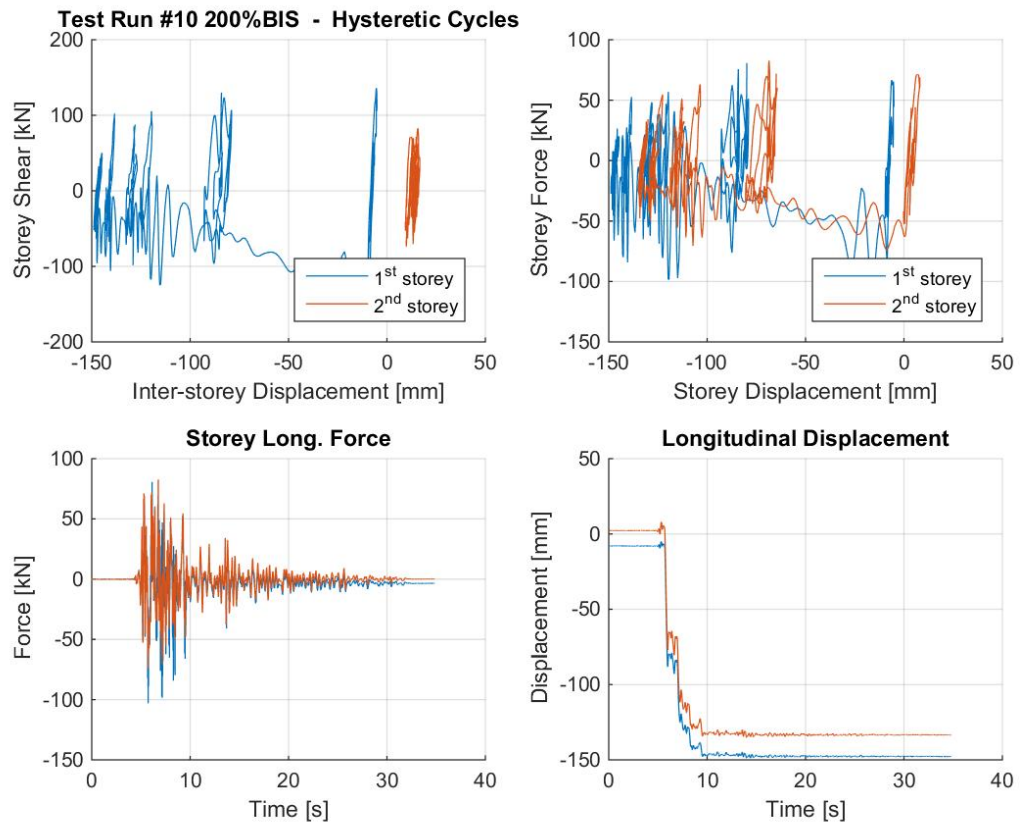 Test Run #10 200%BIS - Hysteretic Cycles
200
100
0
-100
-200
Storey Shear [kN]
-150
-100
-50
0
50
Inter-storey Displacement [mm]
1st storey
2nd storey
100
50
0
-50
-100
-150
Storey Force [kN]
-150
-100
-50
0
50
Storey Displacement [mm]
1st storey
2nd storey
Storey Long. Force
100
50
0
-50
-100
-150
Force [kN]
0
10
20
30
40
Time [s]
Longitudinal Displacement
50
0
-50
-100
-150
Displacement [mm]
0
10
20
30
40
Time [s]